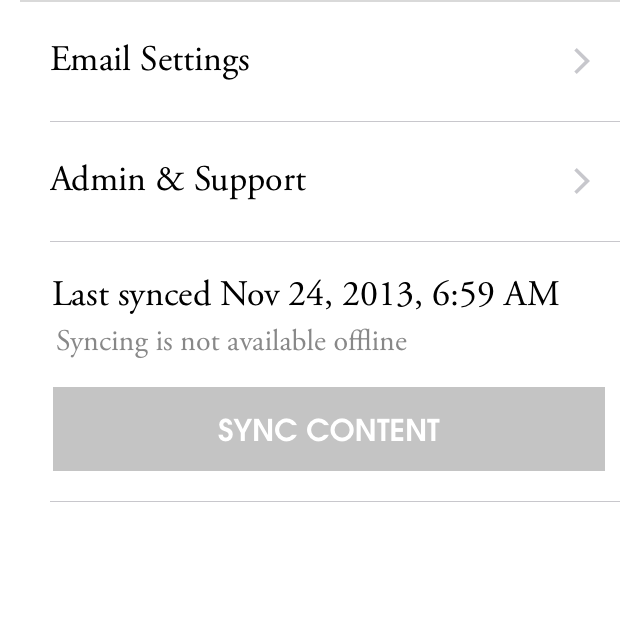 Email Settings
Admin & Support
Last synced Nov 24, 2013, 6:59 AM
Syncing is not available offline
SYNC CONTENT